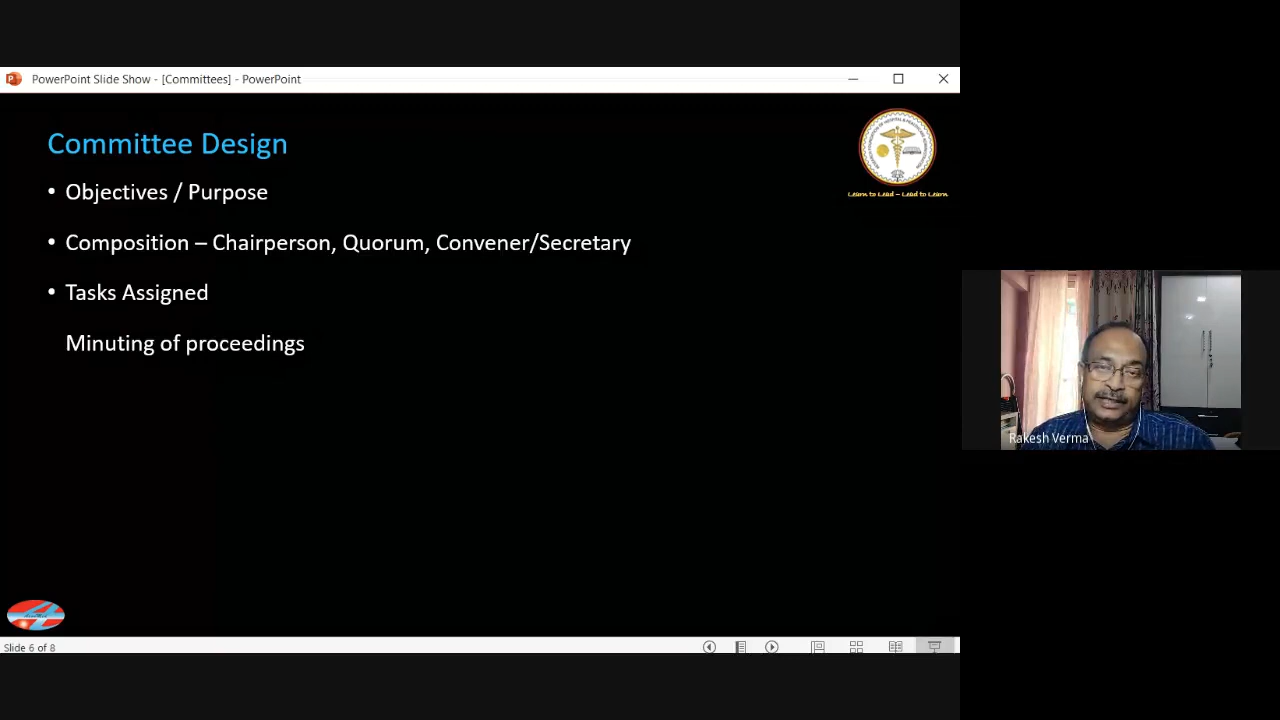 PowerPoint Slide Show - [Committees] - PowerPoint
Committee Design
• Objectives / Purpose
• Composition – Chairperson, Quorum, Convener/Secretary
• Tasks Assigned
Minuting of proceedings
Learn to Lead – Lead to Learn
Rakesh Verma
Slide 6 of 8